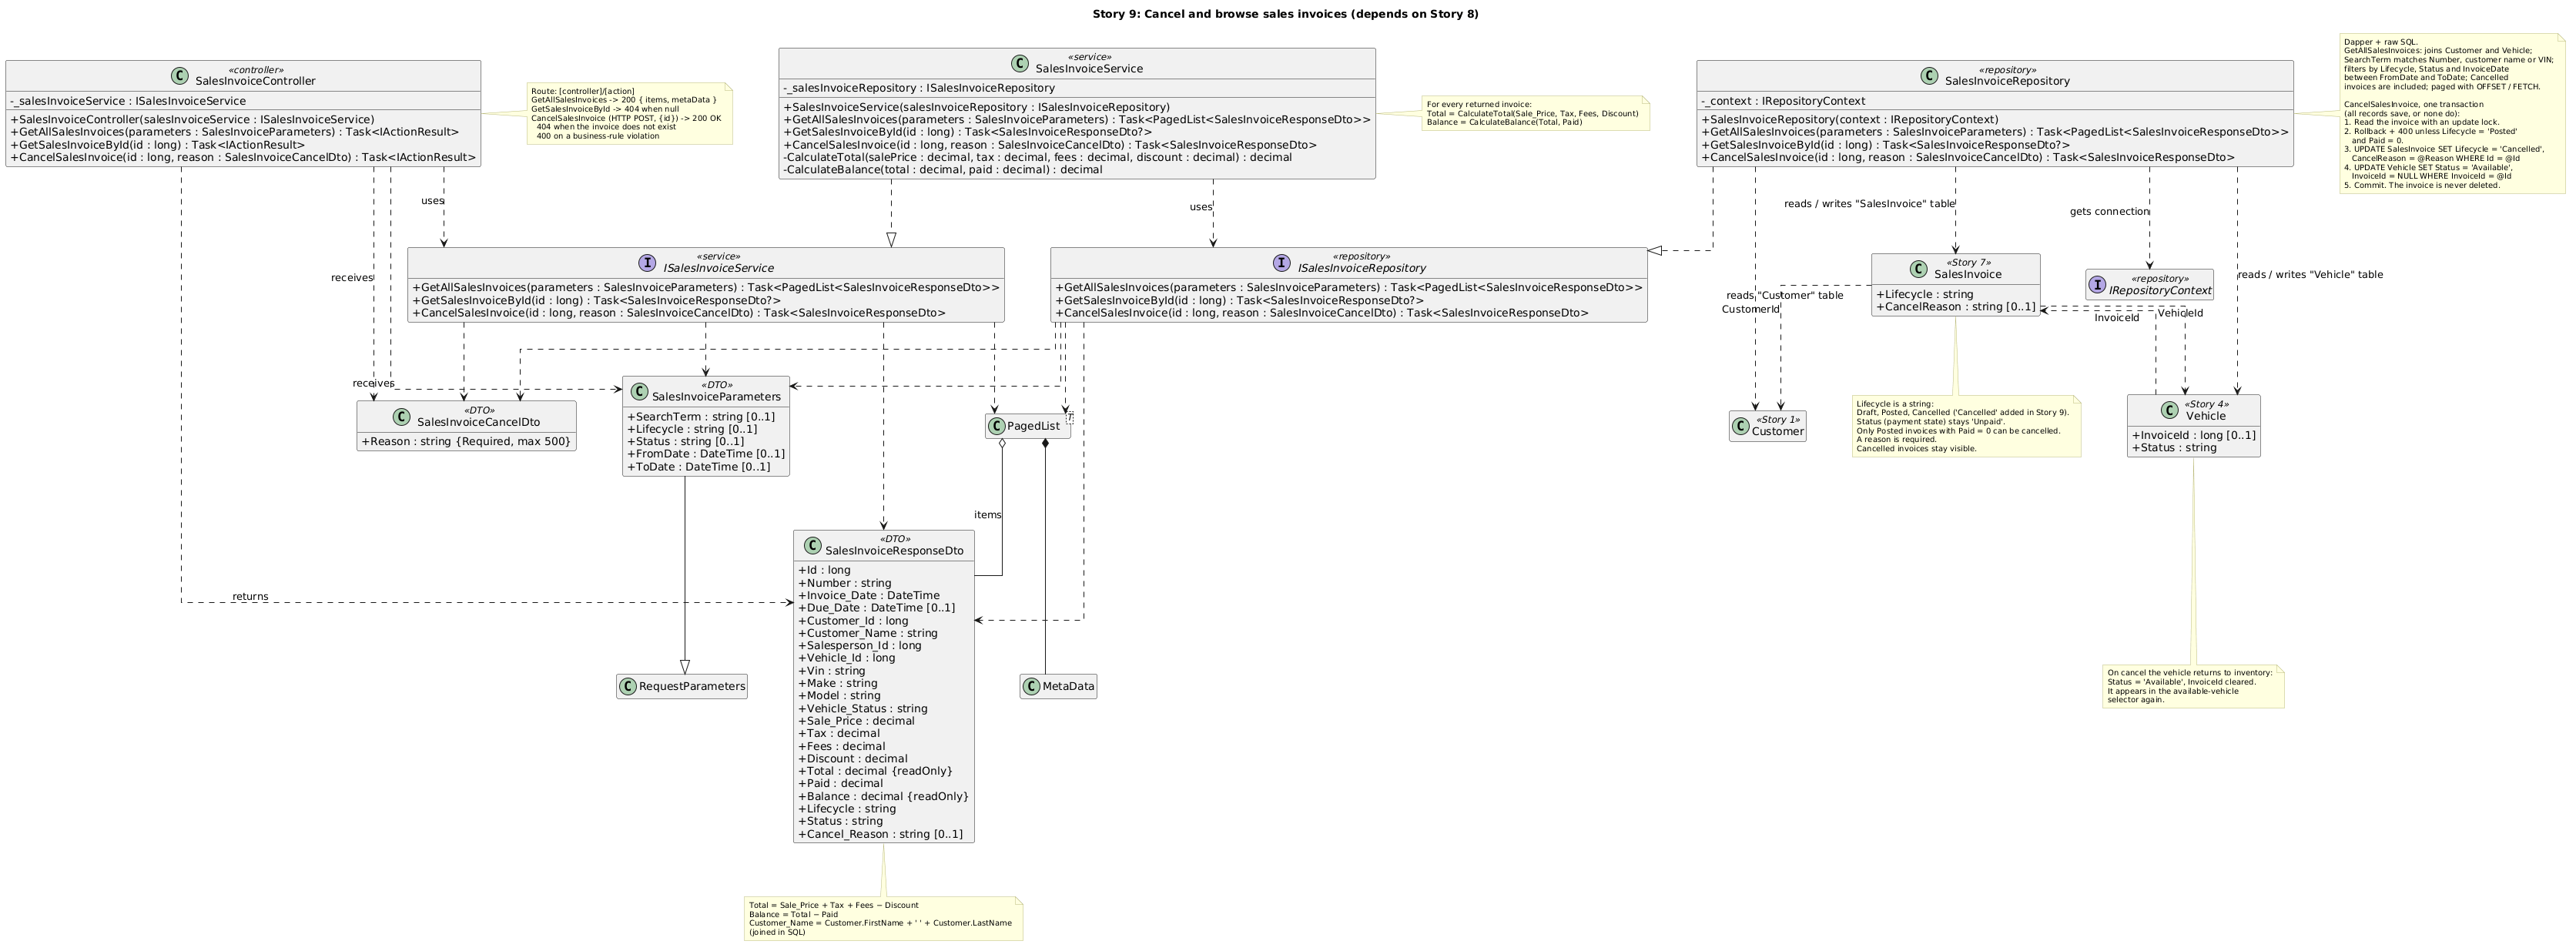 Story 9: Cancel and browse sales invoices (depends on Story 8)
«controller»
SalesInvoiceController
-_salesInvoiceService : ISalesInvoiceService
+SalesInvoiceController(salesInvoiceService : ISalesInvoiceService)
+GetAllSalesInvoices(parameters : SalesInvoiceParameters) : Task<IActionResult>
+GetSalesInvoiceById(id : long) : Task<IActionResult>
+CancelSalesInvoice(id : long, reason : SalesInvoiceCancelDto) : Task<IActionResult>
Route: [controller]/[action]
GetAllSalesInvoices -> 200 { items, metaData }
GetSalesInvoiceById -> 404 when null
CancelSalesInvoice (HTTP POST, {id}) -> 200 OK
404 when the invoice does not exist
400 on a business-rule violation
«service»
SalesInvoiceService
-_salesInvoiceRepository : ISalesInvoiceRepository
+SalesInvoiceService(salesInvoiceRepository : ISalesInvoiceRepository)
+GetAllSalesInvoices(parameters : SalesInvoiceParameters) : Task<PagedList<SalesInvoiceResponseDto>>
+GetSalesInvoiceById(id : long) : Task<SalesInvoiceResponseDto?>
+CancelSalesInvoice(id : long, reason : SalesInvoiceCancelDto) : Task<SalesInvoiceResponseDto>
-CalculateTotal(salePrice : decimal, tax : decimal, fees : decimal, discount : decimal) : decimal
-CalculateBalance(total : decimal, paid : decimal) : decimal
For every returned invoice:
Total = CalculateTotal(Sale_Price, Tax, Fees, Discount)
Balance = CalculateBalance(Total, Paid)
«repository»
SalesInvoiceRepository
-_context : IRepositoryContext
+SalesInvoiceRepository(context : IRepositoryContext)
+GetAllSalesInvoices(parameters : SalesInvoiceParameters) : Task<PagedList<SalesInvoiceResponseDto>>
+GetSalesInvoiceById(id : long) : Task<SalesInvoiceResponseDto?>
+CancelSalesInvoice(id : long, reason : SalesInvoiceCancelDto) : Task<SalesInvoiceResponseDto>
Dapper + raw SQL.
GetAllSalesInvoices: joins Customer and Vehicle;
SearchTerm matches Number, customer name or VIN;
filters by Lifecycle, Status and InvoiceDate
between FromDate and ToDate; Cancelled
invoices are included; paged with OFFSET / FETCH.
CancelSalesInvoice, one transaction
(all records save, or none do):
1. Read the invoice with an update lock.
2. Rollback + 400 unless Lifecycle = 'Posted'
and Paid = 0.
3. UPDATE SalesInvoice SET Lifecycle = 'Cancelled',
CancelReason = @Reason WHERE Id = @Id
4. UPDATE Vehicle SET Status = 'Available',
InvoiceId = NULL WHERE InvoiceId = @Id
5. Commit. The invoice is never deleted.
uses
uses
reads / writes "SalesInvoice" table
gets connection
receives
reads / writes "Vehicle" table
reads "Customer" table
CustomerId
InvoiceId
VehicleId
receives
«service»
ISalesInvoiceService
+GetAllSalesInvoices(parameters : SalesInvoiceParameters) : Task<PagedList<SalesInvoiceResponseDto>>
+GetSalesInvoiceById(id : long) : Task<SalesInvoiceResponseDto?>
+CancelSalesInvoice(id : long, reason : SalesInvoiceCancelDto) : Task<SalesInvoiceResponseDto>
«repository»
ISalesInvoiceRepository
+GetAllSalesInvoices(parameters : SalesInvoiceParameters) : Task<PagedList<SalesInvoiceResponseDto>>
+GetSalesInvoiceById(id : long) : Task<SalesInvoiceResponseDto?>
+CancelSalesInvoice(id : long, reason : SalesInvoiceCancelDto) : Task<SalesInvoiceResponseDto>
«Story 7»
SalesInvoice
+Lifecycle : string
+CancelReason : string [0..1]
«repository»
IRepositoryContext
«DTO»
SalesInvoiceCancelDto
+Reason : string {Required, max 500}
«DTO»
SalesInvoiceParameters
+SearchTerm : string [0..1]
+Lifecycle : string [0..1]
+Status : string [0..1]
+FromDate : DateTime [0..1]
+ToDate : DateTime [0..1]
PagedList
T
«Story 1»
Customer
Lifecycle is a string:
Draft, Posted, Cancelled ('Cancelled' added in Story 9).
Status (payment state) stays 'Unpaid'.
Only Posted invoices with Paid = 0 can be cancelled.
A reason is required.
Cancelled invoices stay visible.
«Story 4»
Vehicle
+InvoiceId : long [0..1]
+Status : string
items
returns
«DTO»
SalesInvoiceResponseDto
+Id : long
+Number : string
+Invoice_Date : DateTime
+Due_Date : DateTime [0..1]
+Customer_Id : long
+Customer_Name : string
+Salesperson_Id : long
+Vehicle_Id : long
+Vin : string
+Make : string
+Model : string
+Vehicle_Status : string
+Sale_Price : decimal
+Tax : decimal
+Fees : decimal
+Discount : decimal
+Total : decimal {readOnly}
+Paid : decimal
+Balance : decimal {readOnly}
+Lifecycle : string
+Status : string
+Cancel_Reason : string [0..1]
RequestParameters
MetaData
On cancel the vehicle returns to inventory:
Status = 'Available', InvoiceId cleared.
It appears in the available-vehicle
selector again.
Total = Sale_Price + Tax + Fees − Discount
Balance = Total − Paid
Customer_Name = Customer.FirstName + ' ' + Customer.LastName
(joined in SQL)